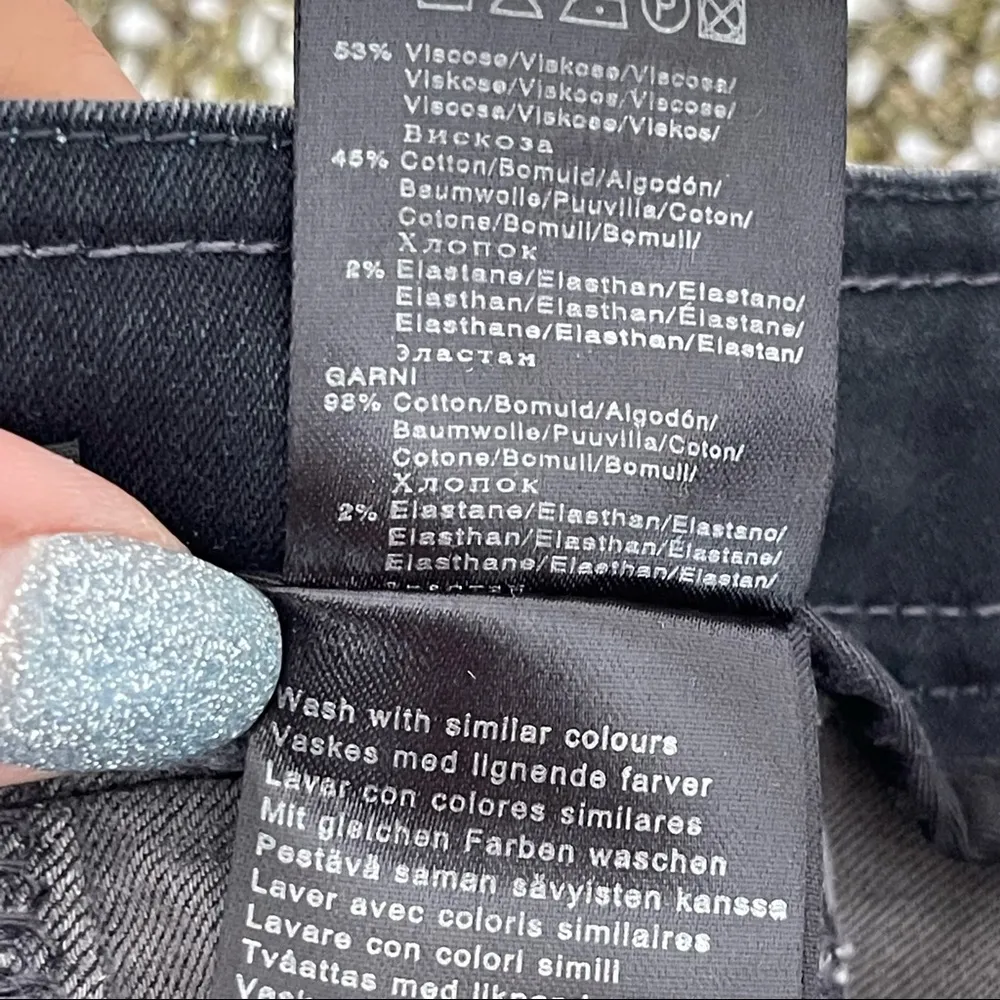 53% Viscose/Viskose/Viscosa/
Viskose/Viskoos/Viscose/
Viscosa/Viskose/Viskos/
Вискоза
45% Cotton/Bomuld/Algodón/
Baumwolle/Puuvilla/Coton/
Cotone/Bomull/Bomull/
Хлопок
2% Elastane/Elasthan/Elastano/
Elasthan/Elasthan/Élastane/
Elasthane/Elasthan/Elastan/
Эластам
GARNI
98% Cotton/Bomuld/Algodón/
Baumwolle/Puuvilla/Coton/
Cotone/Bomull/Bomull/
Хлопок
2% Elastane/Elasthan/Elastano/
Elasthan/Elasthan/Élastane/
Elasthane/Elasthan/Elastan/
Wash with similar colours
Vaskes med lignende farver
Lavar con colores similares
Mit gleichen Farben waschen
Pestävä saman sävyisten kanssa
Laver avec coloris similaires
Lavare con colori simili
Tvåattas med